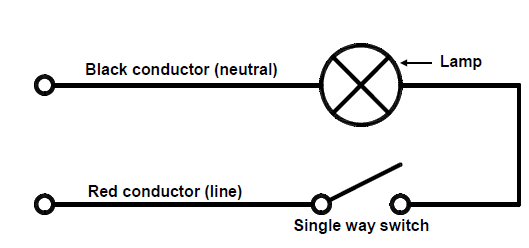 Lamp
Black conductor (neutral)
Red conductor (line)
Single way switch